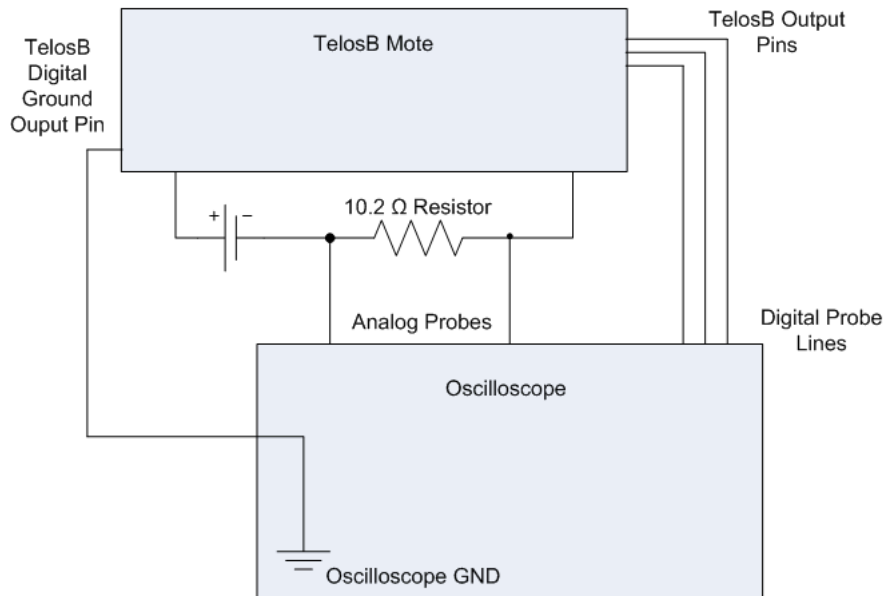 TelosB Mote
TelosB Output
Pins
TelosB
Digital
Ground
Ouput Pin
+
−
10.2 Ω Resistor
Analog Probes
Digital Probe
Lines
Oscilloscope
Oscilloscope GND